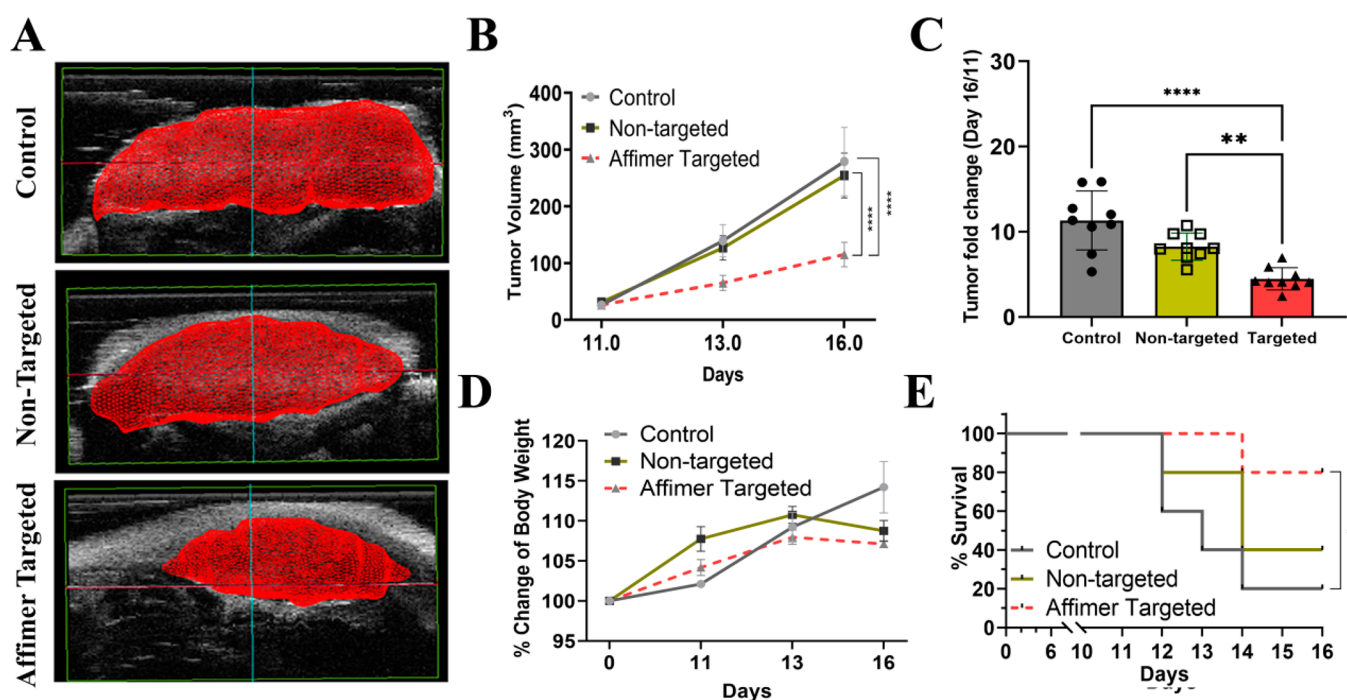 A
Control
Non-Targeted
Affimer Targeted
B
Tumor Volume (mm³)
400
300
200
100
0
Control
Non-targeted
Affimer Targeted
****
****
11.0 13.0 16.0
Days
C
Tumor fold change (Day 16/11)
30
20
10
0
****
**
Control Non-targeted Targeted
D
% Change of Body Weight
120
115
110
105
100
95
Control
Non-targeted
Affimer Targeted
0 11 13 16
Days
E
% Survival
100
80
60
40
20
0
Control
Non-targeted
Affimer Targeted
0 6 10 11 12 13 14 15 16
Days